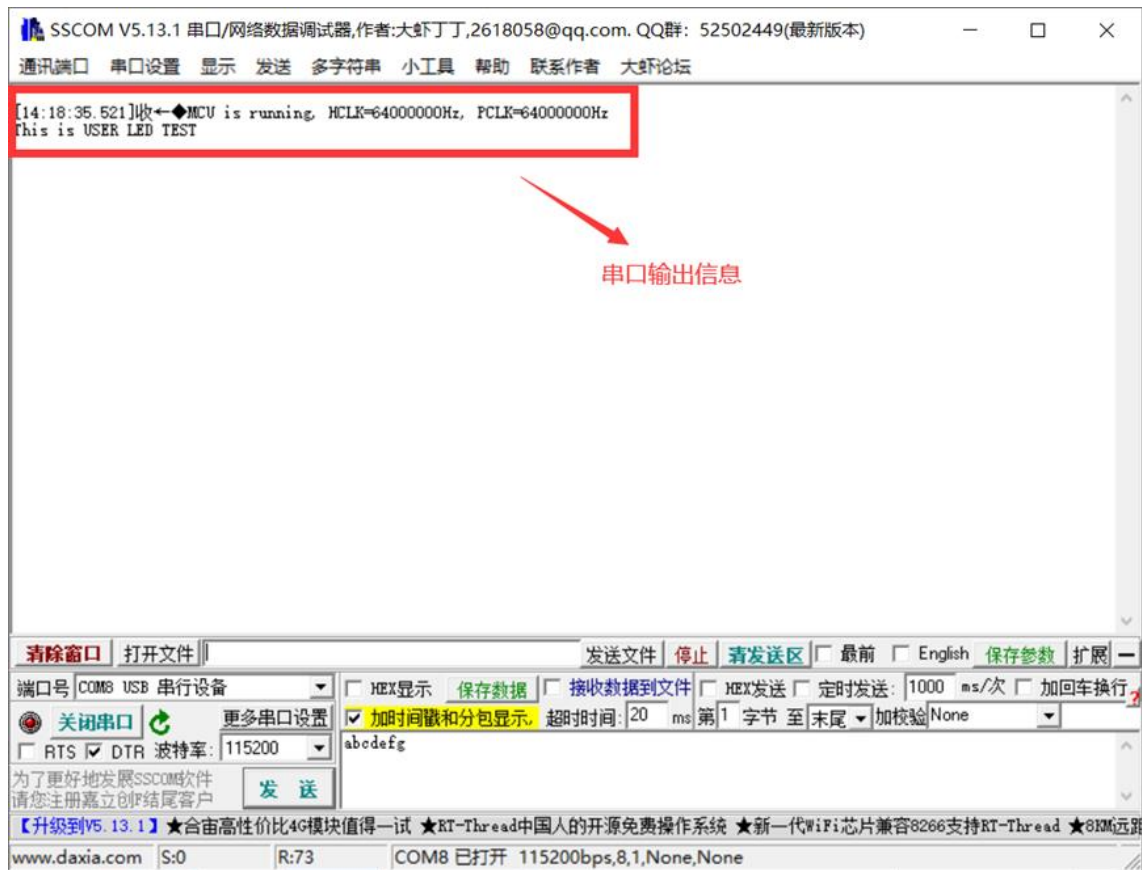 SSCOM V5.13.1 串口/网络数据调试器,作者:大虾丁丁,2618058@qq.com. QQ群: 52502449(最新版本)
通讯端口 串口设置 显示 发送 多字符串 小工具 帮助 联系作者 大虾论坛
[14:18:35.521]收←◆MCU is running, HCLK=64000000Hz, PCLK=64000000Hz
This is USER LED TEST
串口输出信息
清除窗口 打开文件 发送文件 停止 清发送区 最前 English 保存参数 扩展 —
端口号 COM8 USB 串行设备 HEX显示 保存数据 接收数据到文件 HEX发送 定时发送: 1000 ms/次 加回车换行
关闭串口 更多串口设置 加时间戳和分包显示, 超时时间: 20 ms 第1 字节 至 末尾 加校验 None
RTS DTR 波特率: 115200 abcdefg
为了更好地发展SSCOM软件
请您注册嘉立创F结尾客户
发 送
【升级到V5.13.1】★合宙高性价比4G模块值得一试 ★RT-Thread中国人的开源免费操作系统 ★新一代WiFi芯片兼容8266支持RT-Thread ★8KM远距
www.daxia.com S:0 R:73 COM8 已打开 115200bps,8,1,None,None